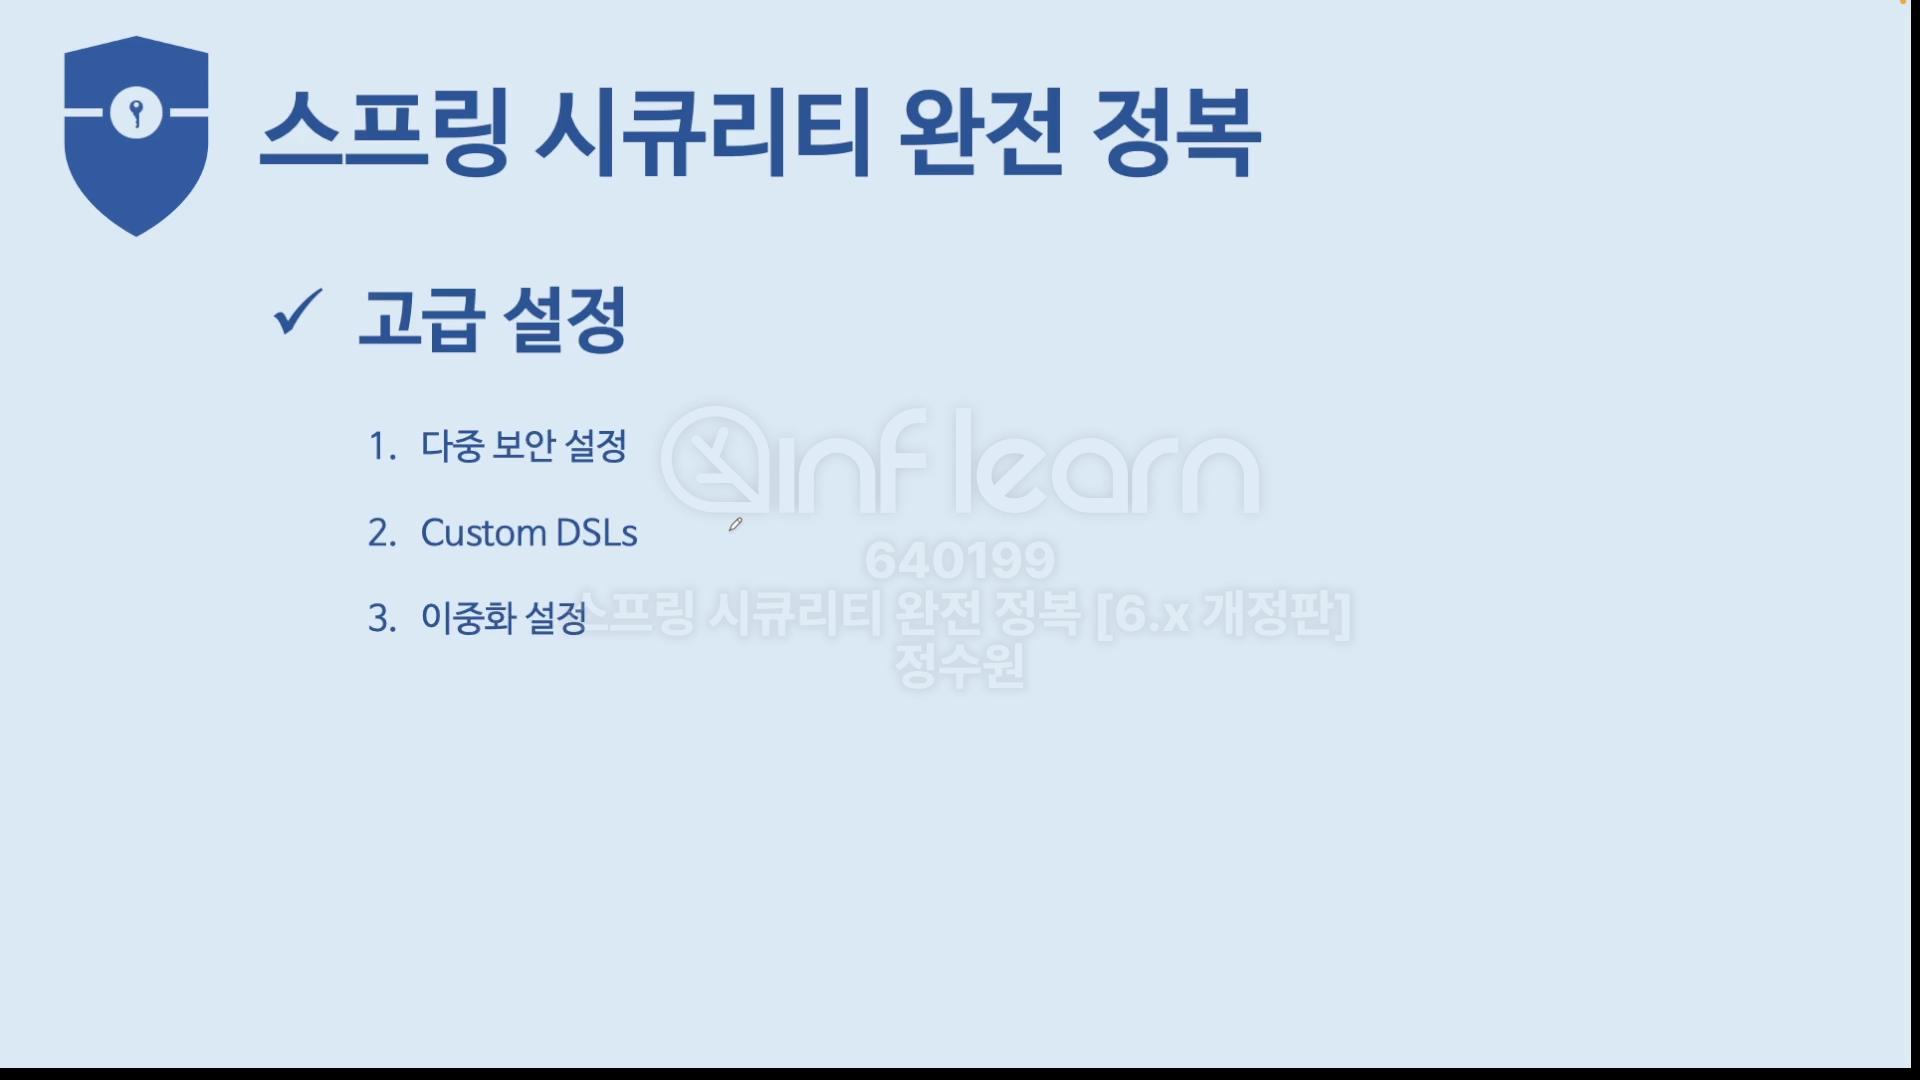 스프링 시큐리티 완전 정복
고급 설정
1. 다중 보안 설정
inflearn
2. Custom DSLs
640199
3. 이중화 설정
스프링 시큐리티 완전 정복 [6.x 개정판]
정수원